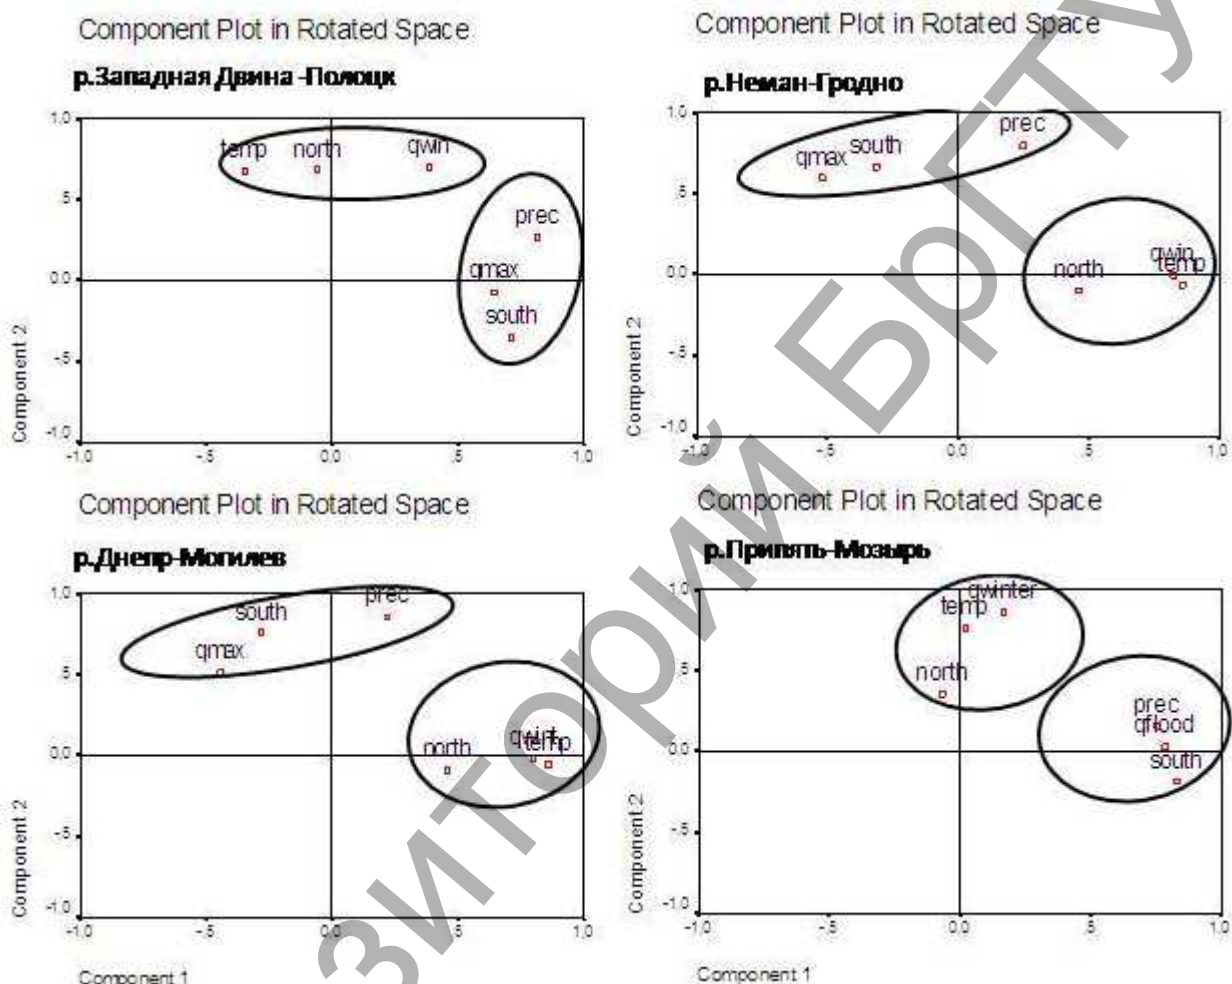 Component Plot in Rotated Space
р.Западная Двина -Полоцк
1.0
.5
0.0
-.5
-1.0
Component 2
temp north qwin
prec
qmax
south
-1.0 -.5 0.0 .5 1.0
Component Plot in Rotated Space
р.Неман-Гродно
1.0
.5
0.0
-.5
-1.0
Component 2
prec
qmax south
north qwin temp
-1.0 -.5 0.0 .5 1.0
Component Plot in Rotated Space
р.Днепр-Могилев
1.0
.5
0.0
-.5
-1.0
Component 2
prec
south
qmax
north temp
-1.0 -.5 0.0 .5 1.0
Component 1
Component Plot in Rotated Space
р.Припять-Мозырь
1.0
.5
0.0
-.5
-1.0
Component 2
qwinter
temp
north
prec
qflood
south
-1.0 -.5 0.0 .5 1.0
Component 1
зиторий БрГТУ